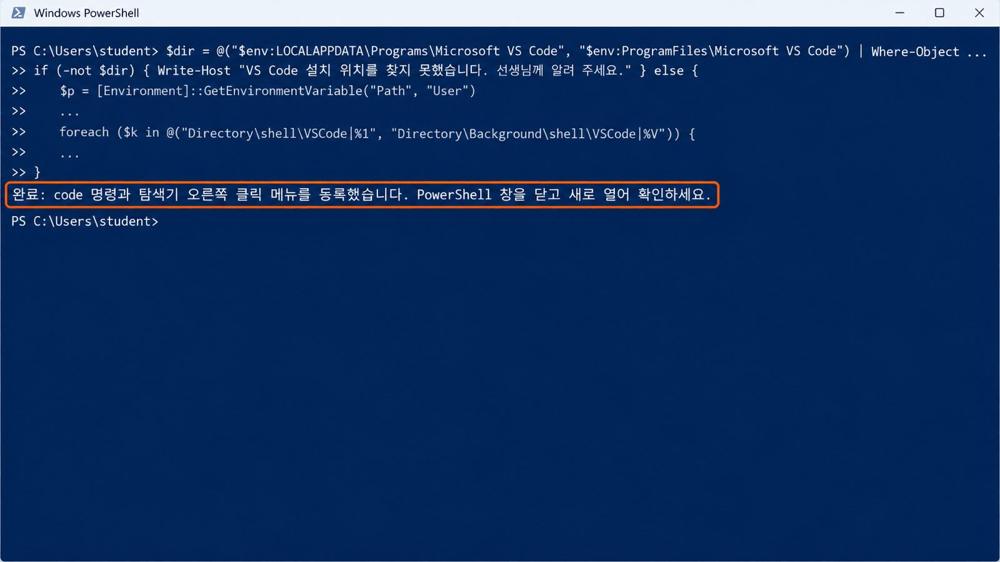 Windows PowerShell
PS C:\Users\student> $dir = @("$env:LOCALAPPDATA\Programs\Microsoft VS Code", "$env:ProgramFiles\Microsoft VS Code") | Where-Object ...
>> if (-not $dir) { Write-Host "VS Code 설치 위치를 찾지 못했습니다. 선생님께 알려 주세요." } else {
>>     $p = [Environment]::GetEnvironmentVariable("Path", "User")
>>     ...
>>     foreach ($k in @("Directory\shell\VSCode|%1", "Directory\Background\shell\VSCode|%V")) {
>>     ...
>> }
완료: code 명령과 탐색기 오른쪽 클릭 메뉴를 동록했습니다. PowerShell 창을 닫고 새로 열어 확인하세요.
PS C:\Users\student>